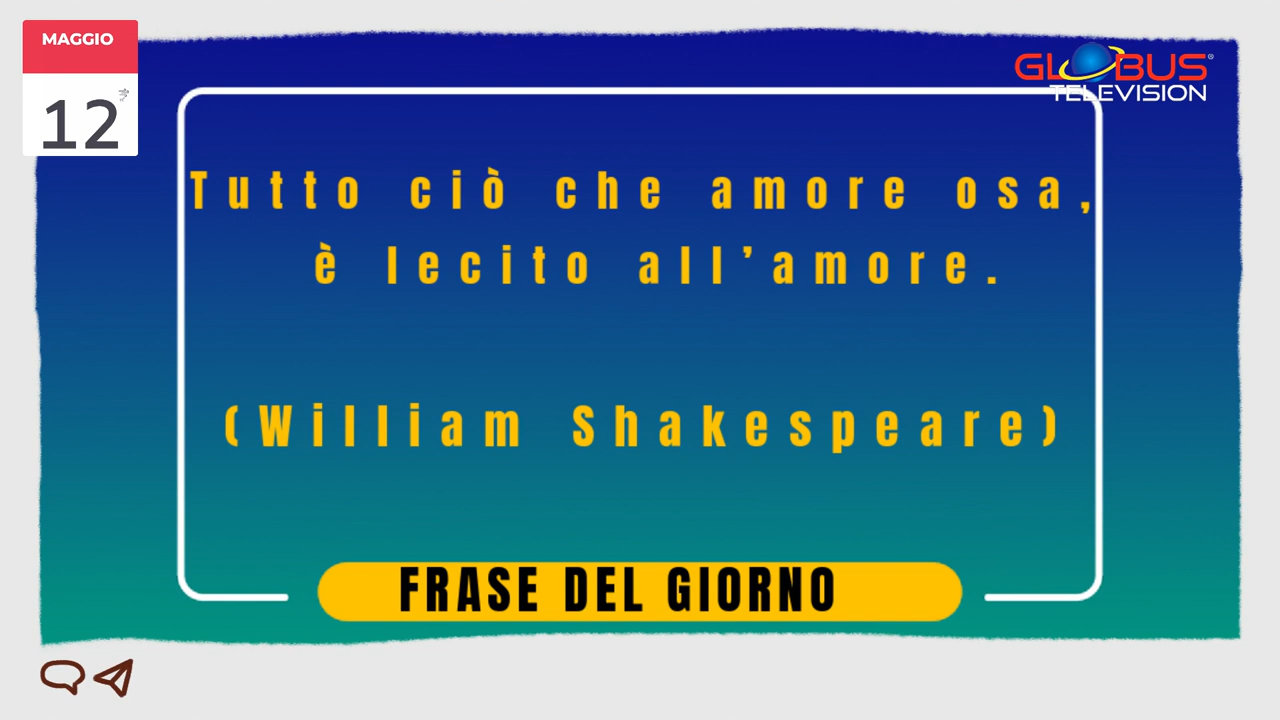 MAGGIO
12
GLOBUS®
TELEVISION
Tutto ciò che amore osa,
è lecito all’amore.
(William Shakespeare)
FRASE DEL GIORNO